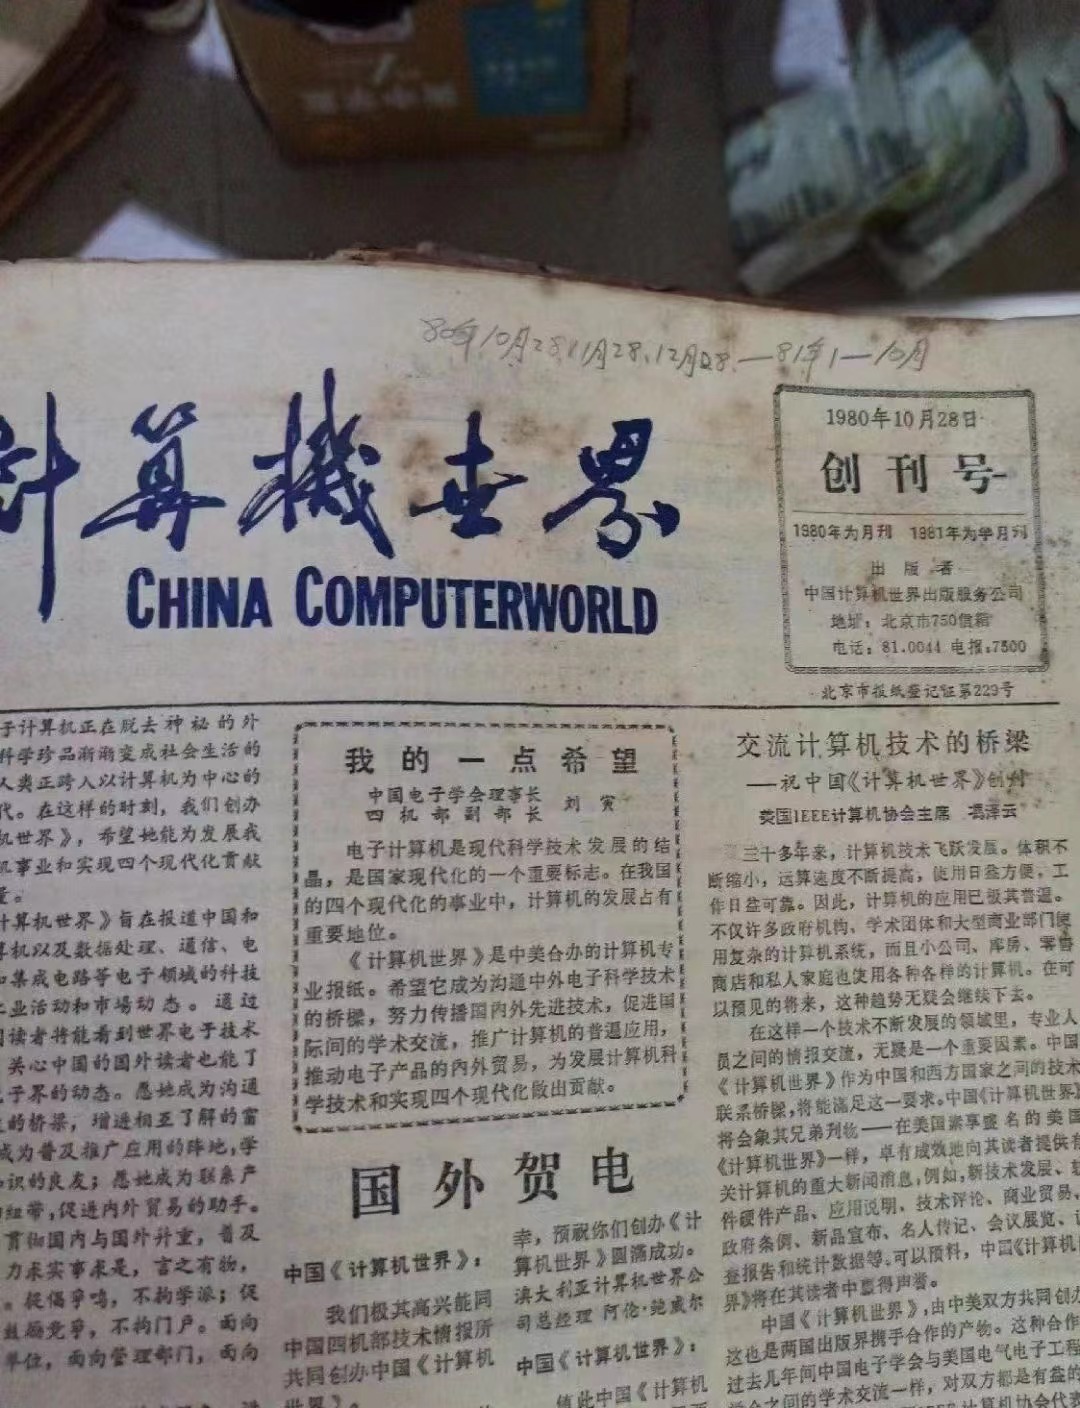 80年10月28、11月28、12月28.—81年1—10月
计算機世界
CHINA COMPUTERWORLD
1980年10月28日
创刊号
1980年为月刊 1981年为半月刊
出版者
中国计算机世界出版服务公司
地址：北京市750信箱
电话：81.0044 电报：7500
北京市报纸登记证第229号
子计算机正在脱去神秘的外
科学珍品渐渐变成社会生活的
人类正跨入以计算机为中心的
代。在这样的时刻，我们创办
机世界》，希望她能为发展我
机事业和实现四个现代化贡献
量。
计算机世界》旨在报道中国和
算机以及数据处理、通信、电
和集成电路等电子领域的科技
工业活动和市场动态。通过
国读者将能看到世界电子技术
关心中国的国外读者也能了
子界的动态。愿她成为沟通
的桥梁，增进相互了解的窗
成为普及推广应用的阵地，学
知识的良友；愿她成为联系产
的纽带，促进内外贸易的助手。
贯彻国内与国外并重，普及
力求实事求是，言之有物，
。提倡争鸣，不拘学派；促
鼓励竞争，不拘门户。面向
单位，面向管理部门，面向
我的一点希望
中国电子学会理事长
四机部副部长 刘寅
电子计算机是现代科学技术发展的结
晶，是国家现代化的一个重要标志。在我国
的四个现代化的事业中，计算机的发展占有
重要地位。
《计算机世界》是中美合办的计算机专
业报纸。希望它成为沟通中外电子科学技术
的桥樑，努力传播国内外先进技术，促进国
际间的学术交流，推广计算机的普遍应用，
推动电子产品的内外贸易，为发展计算机科
学技术和实现四个现代化做出贡献。
国外贺电
中国《计算机世界》：
我们极其高兴能同
中国四机部技术情报所
共同创办中国《计算机
世界》。
幸，预祝你们创办《计
算机世界》圆满成功。
澳大利亚计算机世界公
司总经理 阿伦·鲍威尔
中国《计算机世界》：
值此中国《计算机
交流计算机技术的桥梁
——祝中国《计算机世界》创刊
美国IEEE计算机协会主席 冯泽云
三十多年来，计算机技术飞跃发展。体积不
断缩小，运算速度不断提高，使用日益方便，工
作日益可靠。因此，计算机的应用已极其普遍。
不仅许多政府机构、学术团体和大型商业部门使
用复杂的计算机系统，而且小公司、库房、零售
商店和私人家庭也使用各种各样的计算机。在可
以预见的将来，这种趋势无疑会继续下去。
在这样一个技术不断发展的领域里，专业人
员之间的情报交流，无疑是一个重要因素。中国
《计算机世界》作为中国和西方国家之间的技术
联系桥樑，将能满足这一要求。中国《计算机世界》
将会象其兄弟刊物——在美国素享盛名的美国
《计算机世界》一样，卓有成效地向其读者提供有
关计算机的重大新闻消息，例如，新技术发展、软
件硬件产品、应用说明、技术评论、商业贸易，
政府条例、新品宣布、名人传记、会议展览、调
查报告和统计数据等。可以预料，中国《计算机世
界》将在其读者中赢得声誉。
中国《计算机世界》，由中美双方共同创办
这也是两国出版界携手合作的产物。这种合作
过去几年间中国电子学会与美国电气电子工程
学会之间的学术交流一样，对双方都是有益的